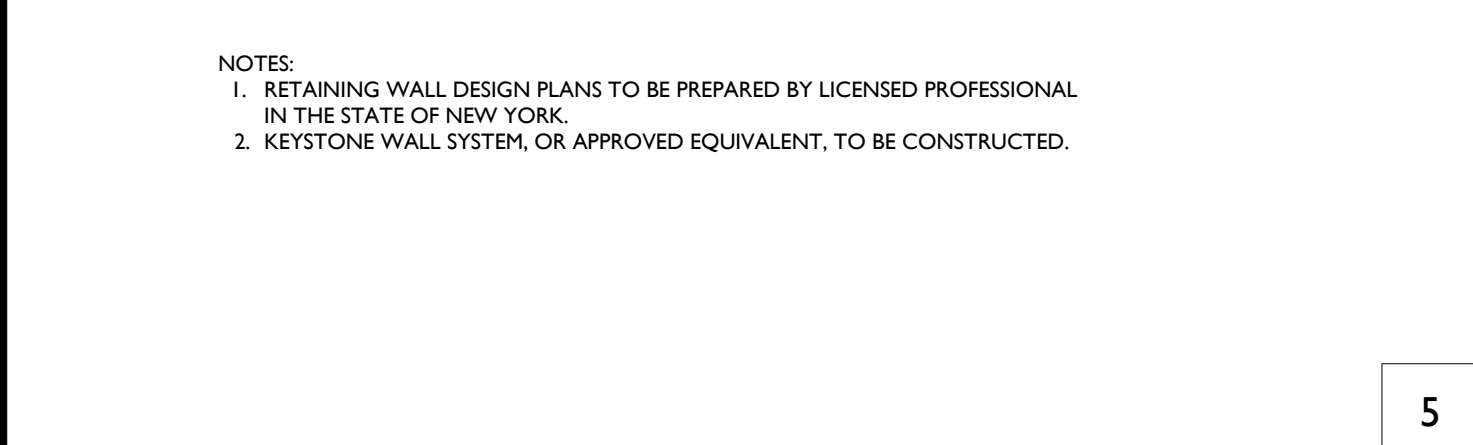 NOTES:
1. RETAINING WALL DESIGN PLANS TO BE PREPARED BY LICENSED PROFESSIONAL
IN THE STATE OF NEW YORK.
2. KEYSTONE WALL SYSTEM, OR APPROVED EQUIVALENT, TO BE CONSTRUCTED.
5